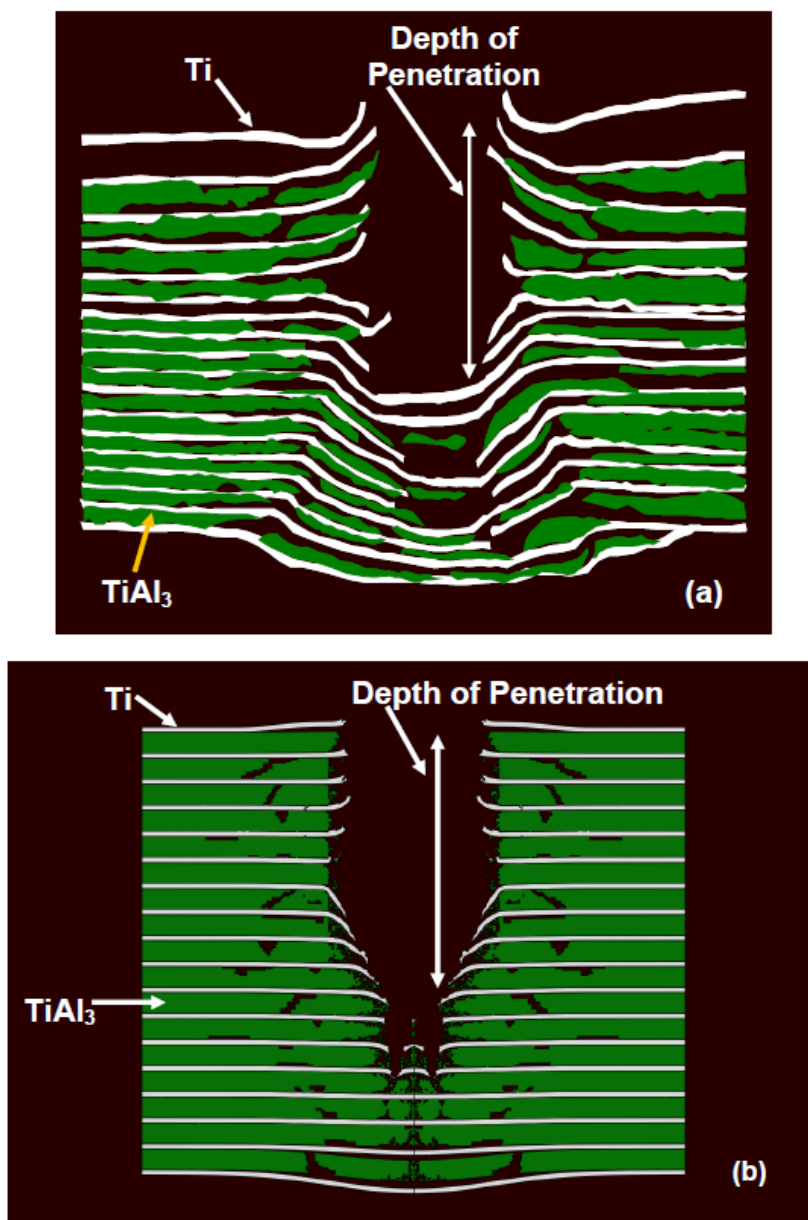 Depth of
Penetration
Ti
TiAl₃
(a)
Ti
Depth of Penetration
TiAl₃
(b)